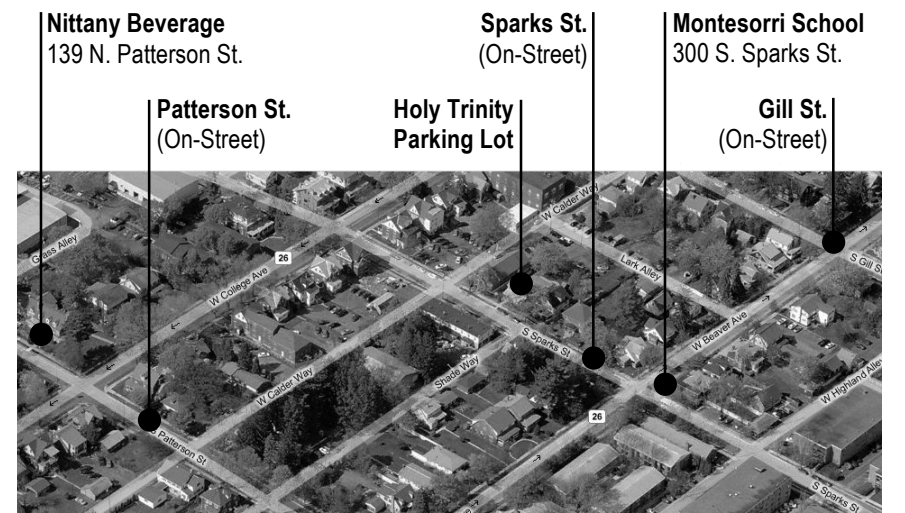 Nittany Beverage
139 N. Patterson St.
Sparks St.
(On-Street)
Montesorri School
300 S. Sparks St.
Patterson St.
(On-Street)
Holy Trinity
Parking Lot
Gill St.
(On-Street)
W Calder Way
Grass Alley
26
W College Ave
Lark Alley
S Gill St
S Sparks St
W Beaver Ave
W Calder Way
Shade Way
W Highland Alley
26
S Patterson St
S Sparks St